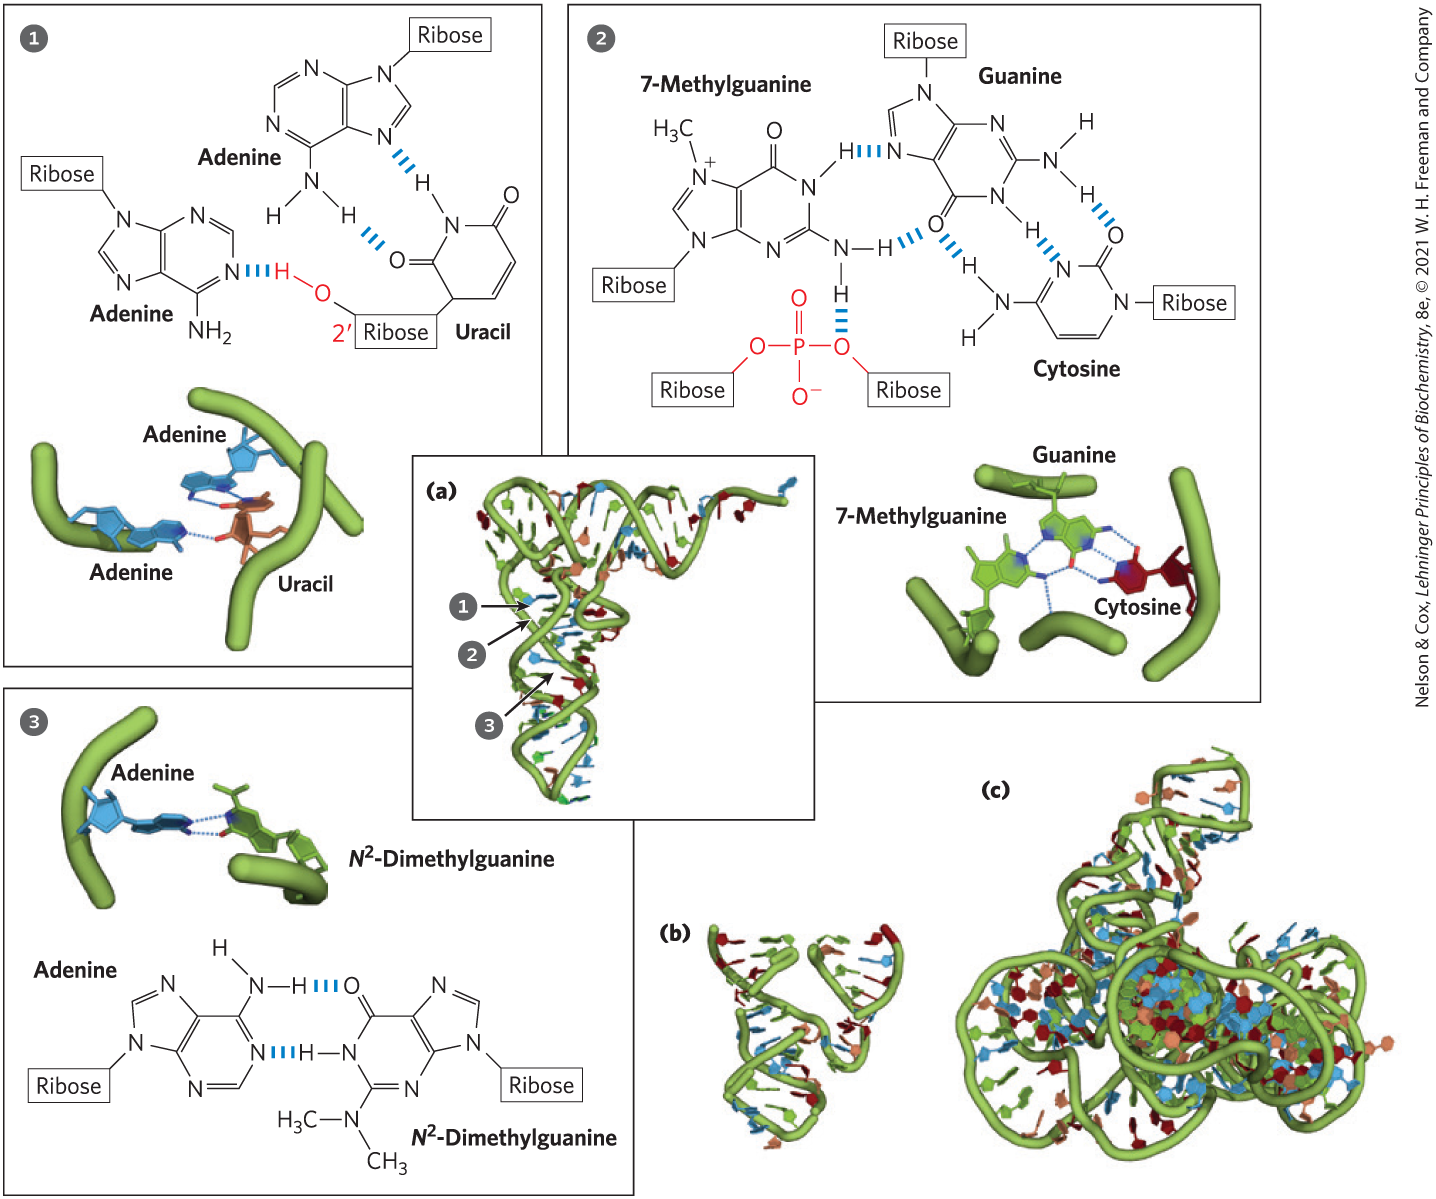 1
Ribose
N
N
N
N
Adenine
N
H
H
H
Ribose
N
N
N
N
H
O
Adenine
NH2
2′
Ribose
Uracil
N
O
O
H
Adenine
Adenine
Uracil
2
Ribose
7-Methylguanine
Guanine
H3C
O
N
N
H
H
N+
N
H
N
N
H
N
O
N
H
H
O
N
N
H
H
N
N
Ribose
H
H
N
H
Ribose
O
O
P
O
O−
Ribose
Ribose
Cytosine
Guanine
7-Methylguanine
Cytosine
(a)
1
2
3
3
Adenine
N2-Dimethylguanine
H
Adenine
N
N
H
O
N
N
N
H
N
N
Ribose
N
N
Ribose
H3C
N
N2-Dimethylguanine
CH3
(b)
(c)
Nelson & Cox, Lehninger Principles of Biochemistry, 8e, © 2021 W. H. Freeman and Company